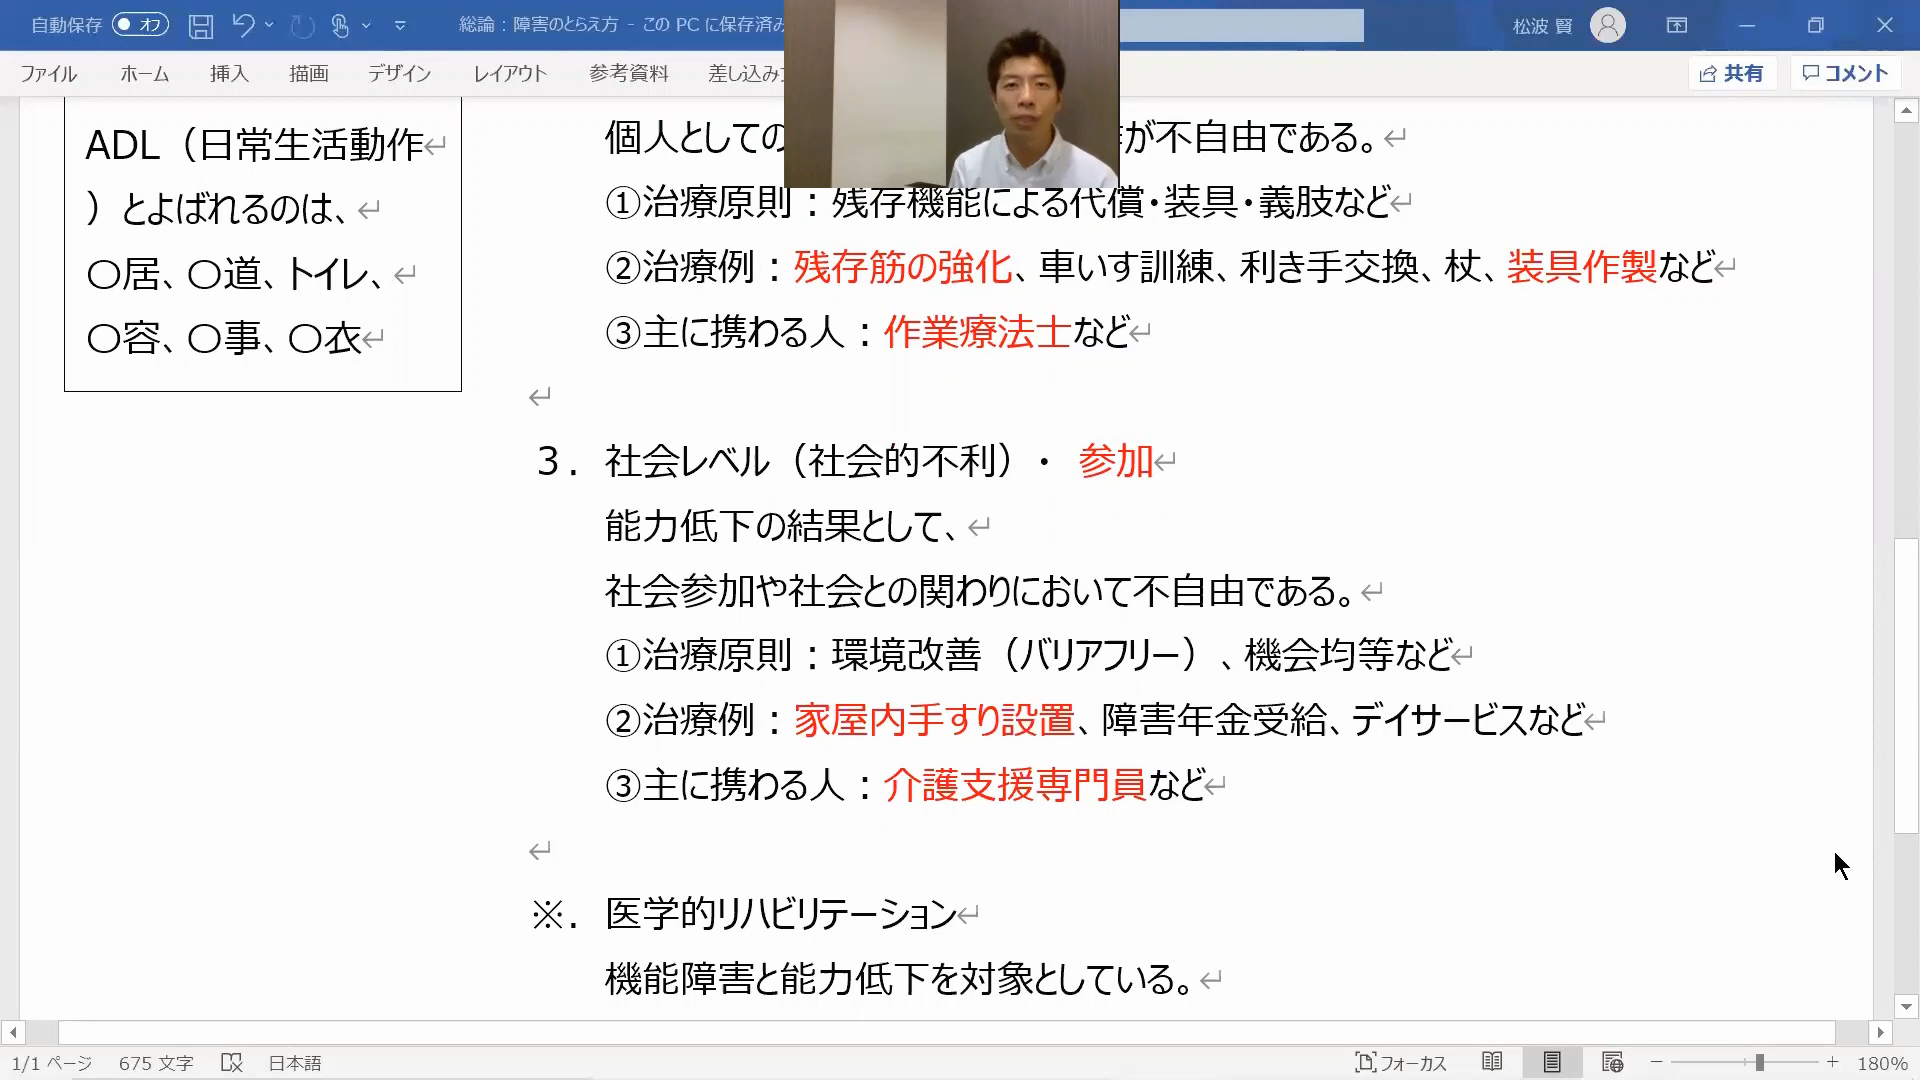 自動保存 オフ 総論：障害のとらえ方 - この PC に保存済み 松波 賢
ファイル ホーム 挿入 描画 デザイン レイアウト 参考資料 差し込み 共有 コメント
ADL（日常生活動作
）とよばれるのは、
〇居、〇道、トイレ、
〇容、〇事、〇衣
個人としての が不自由である。
①治療原則：残存機能による代償・装具・義肢など
②治療例：残存筋の強化、車いす訓練、利き手交換、杖、装具作製など
③主に携わる人：作業療法士など
３．社会レベル（社会的不利）・ 参加
能力低下の結果として、
社会参加や社会との関わりにおいて不自由である。
①治療原則：環境改善（バリアフリー）、機会均等など
②治療例：家屋内手すり設置、障害年金受給、デイサービスなど
③主に携わる人：介護支援専門員など
※．医学的リハビリテーション
機能障害と能力低下を対象としている。
1/1 ページ 675 文字 日本語 フォーカス 180%